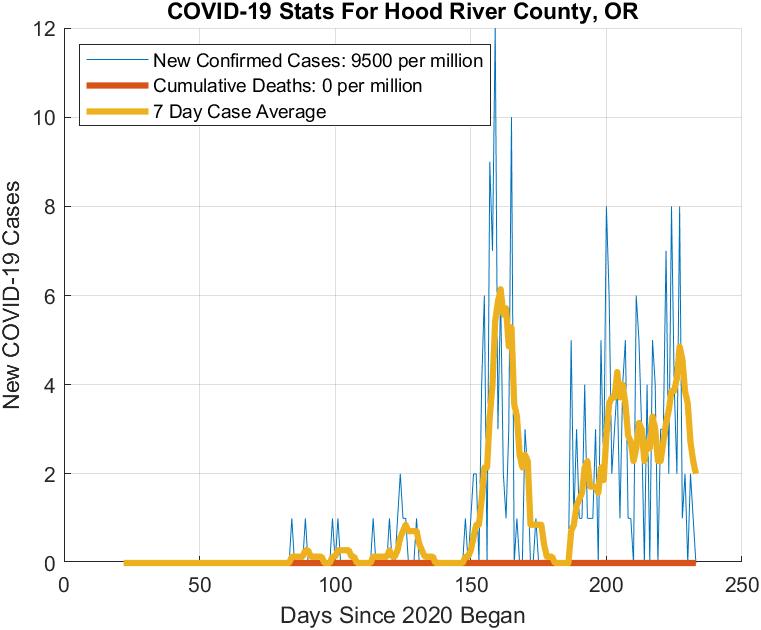 COVID-19 Stats For Hood River County, OR
New Confirmed Cases: 9500 per million
Cumulative Deaths: 0 per million
7 Day Case Average
New COVID-19 Cases
12
10
8
6
4
2
0
0 50 100 150 200 250
Days Since 2020 Began